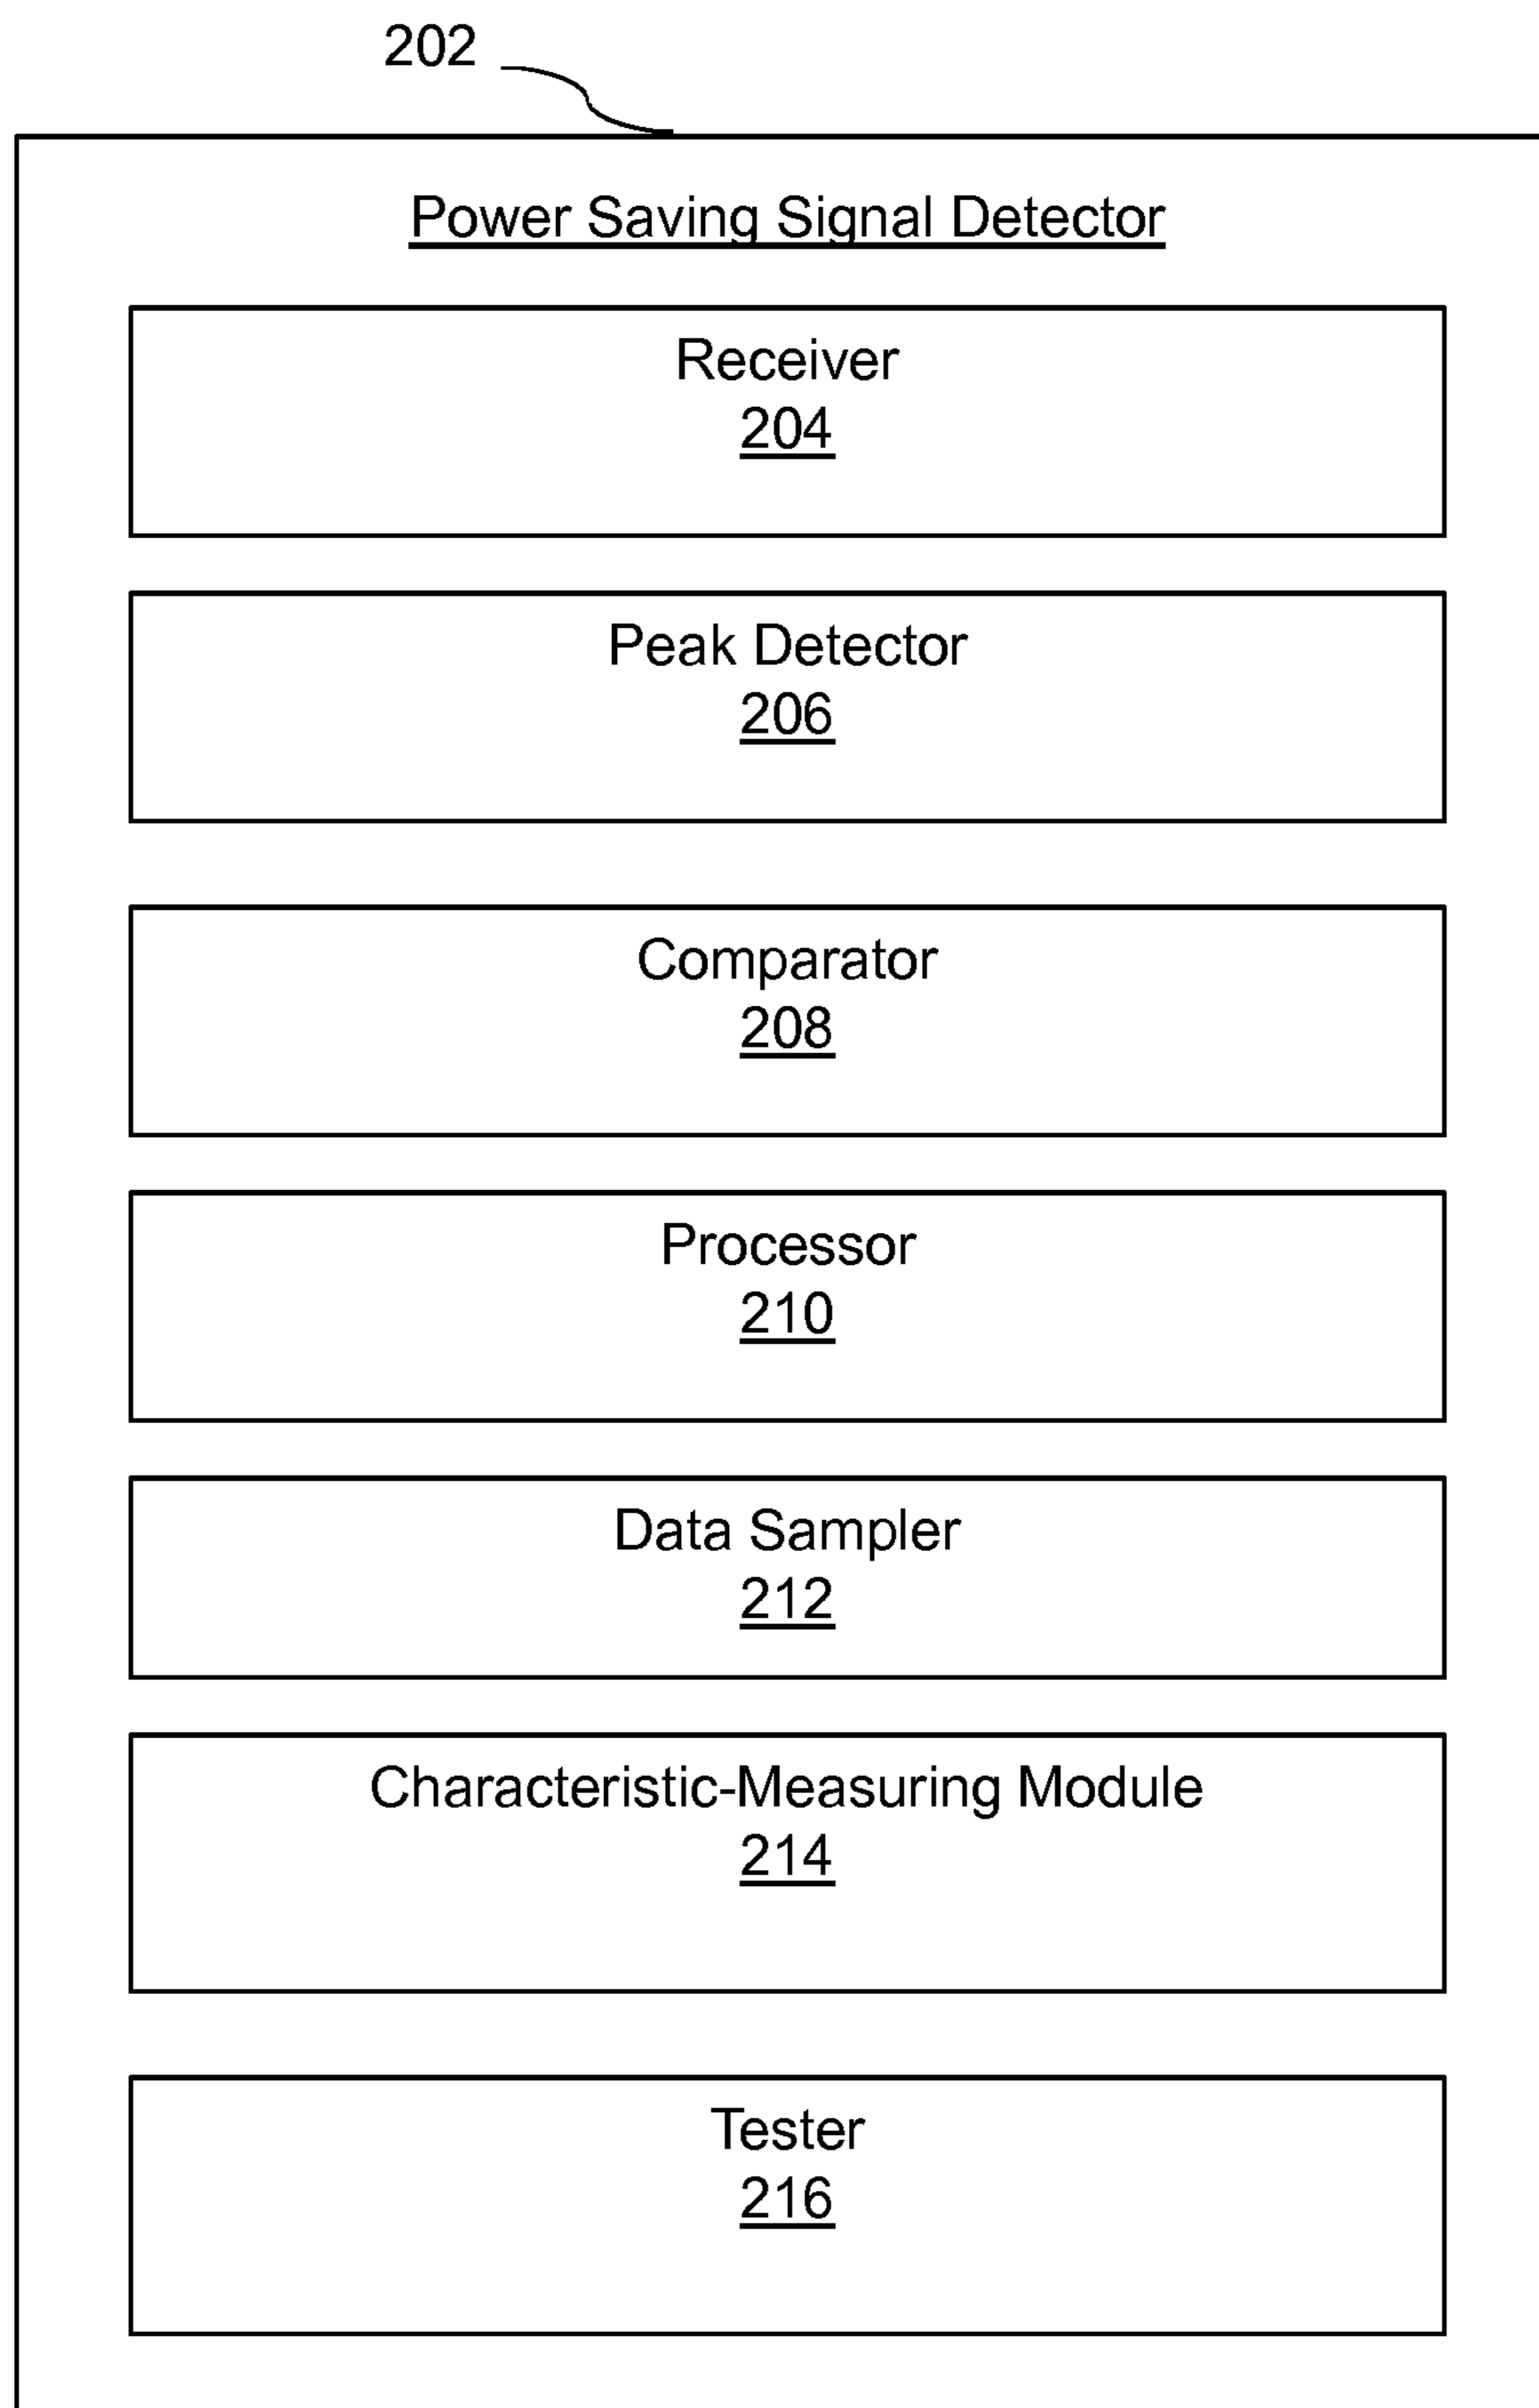 202
Power Saving Signal Detector
Receiver
204
Peak Detector
206
Comparator
208
Processor
210
Data Sampler
212
Characteristic-Measuring Module
214
Tester
216